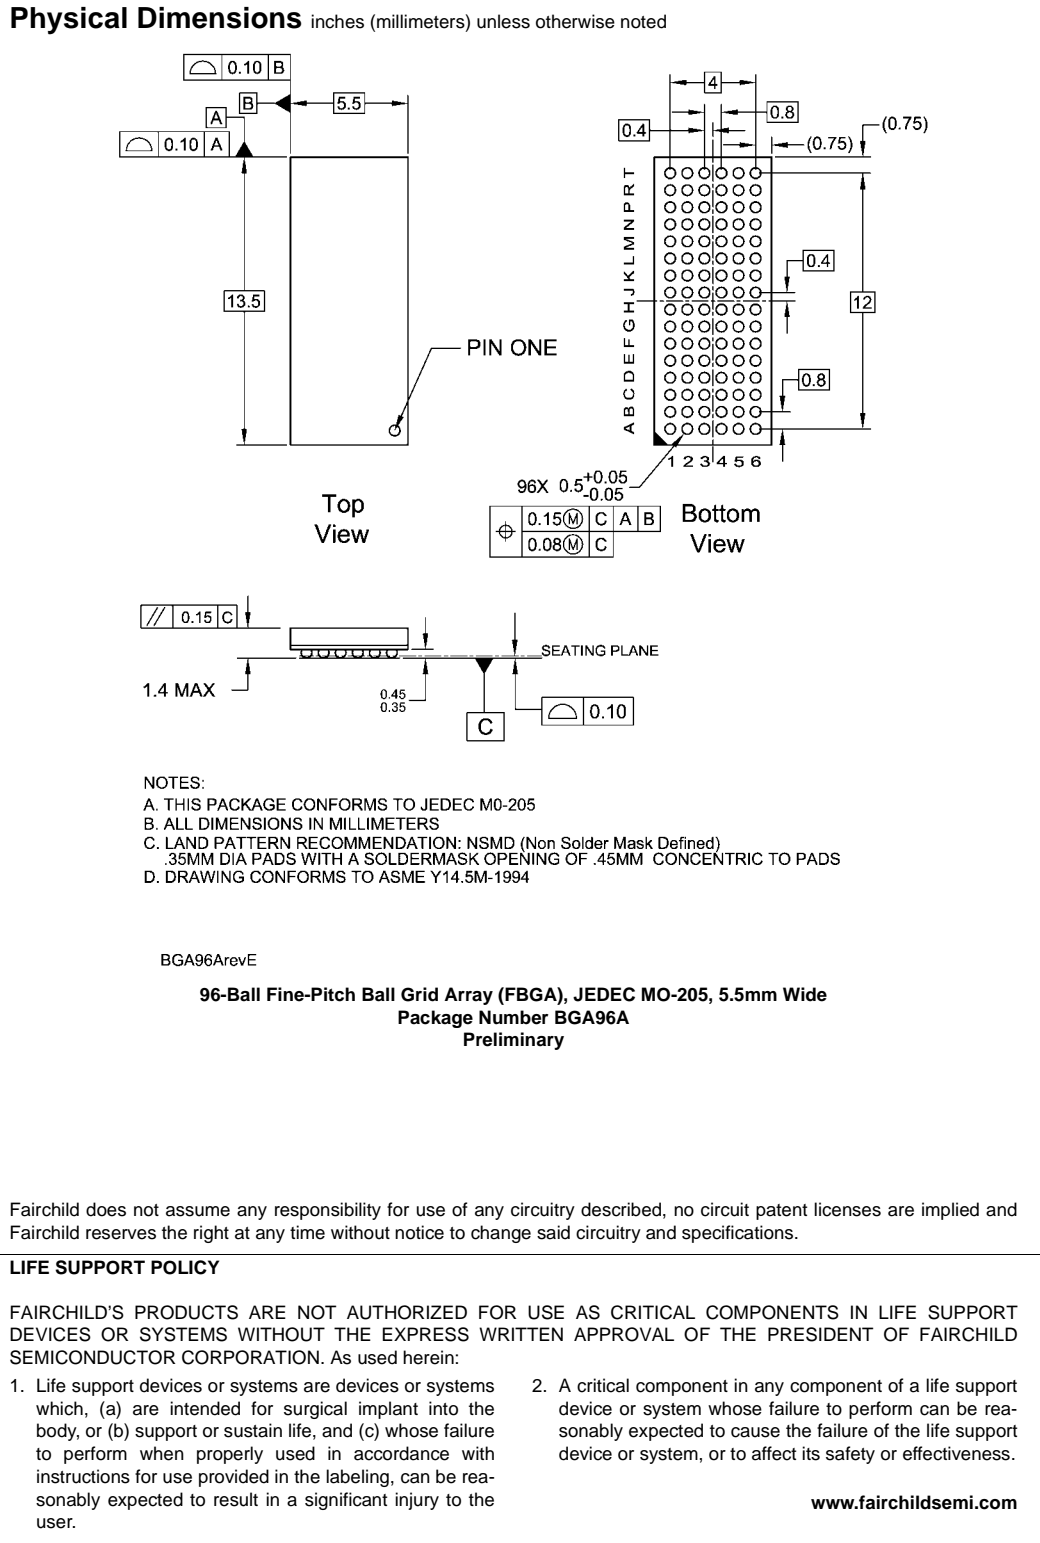 Physical Dimensions inches (millimeters) unless otherwise noted
0.10 B
B 5.5
A
0.10 A
13.5
PIN ONE
Top
View
4
0.8
0.4
(0.75)
(0.75)
T
R
P
N
M
L
K
J
H
G
F
E
D
C
B
A
0.4
12
0.8
1 2 3 4 5 6
96X 0.5 +0.05
-0.05
0.15Ⓜ C A B
0.08Ⓜ C
Bottom
View
// 0.15 C
SEATING PLANE
1.4 MAX
0.45
0.35
0.10
C
NOTES:
A. THIS PACKAGE CONFORMS TO JEDEC M0-205
B. ALL DIMENSIONS IN MILLIMETERS
C. LAND PATTERN RECOMMENDATION: NSMD (Non Solder Mask Defined)
.35MM DIA PADS WITH A SOLDERMASK OPENING OF .45MM CONCENTRIC TO PADS
D. DRAWING CONFORMS TO ASME Y14.5M-1994
BGA96ArevE
96-Ball Fine-Pitch Ball Grid Array (FBGA), JEDEC MO-205, 5.5mm Wide
Package Number BGA96A
Preliminary
Fairchild does not assume any responsibility for use of any circuitry described, no circuit patent licenses are implied and
Fairchild reserves the right at any time without notice to change said circuitry and specifications.
LIFE SUPPORT POLICY
FAIRCHILD'S PRODUCTS ARE NOT AUTHORIZED FOR USE AS CRITICAL COMPONENTS IN LIFE SUPPORT
DEVICES OR SYSTEMS WITHOUT THE EXPRESS WRITTEN APPROVAL OF THE PRESIDENT OF FAIRCHILD
SEMICONDUCTOR CORPORATION. As used herein:
1. Life support devices or systems are devices or systems
which, (a) are intended for surgical implant into the
body, or (b) support or sustain life, and (c) whose failure
to perform when properly used in accordance with
instructions for use provided in the labeling, can be rea-
sonably expected to result in a significant injury to the
user.
2. A critical component in any component of a life support
device or system whose failure to perform can be rea-
sonably expected to cause the failure of the life support
device or system, or to affect its safety or effectiveness.
www.fairchildsemi.com